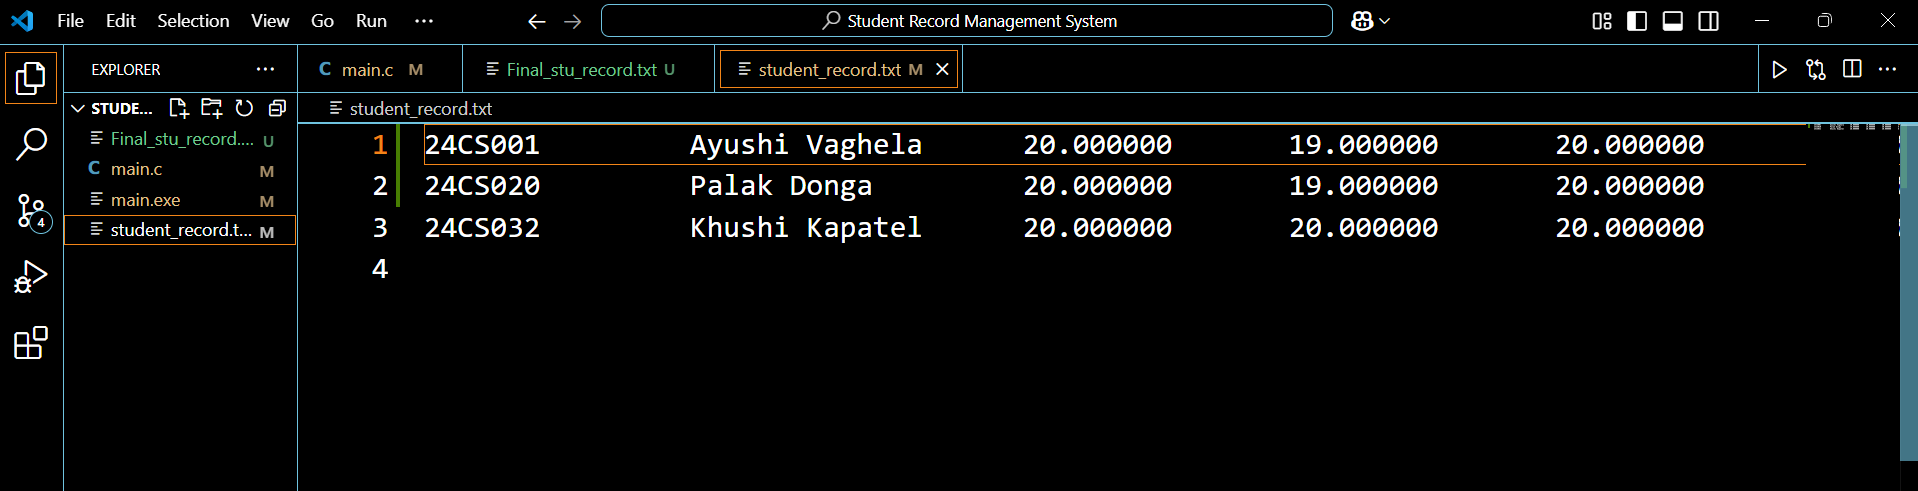 File Edit Selection View Go Run ··· Student Record Management System
EXPLORER ···
main.c M Final_stu_record.txt U student_record.txt M
STUDE...
student_record.txt
Final_stu_record.... U
main.c M
main.exe M
student_record.t... M
4
1 24CS001 Ayushi Vaghela 20.000000 19.000000 20.000000
2 24CS020 Palak Donga 20.000000 19.000000 20.000000
3 24CS032 Khushi Kapatel 20.000000 20.000000 20.000000
4